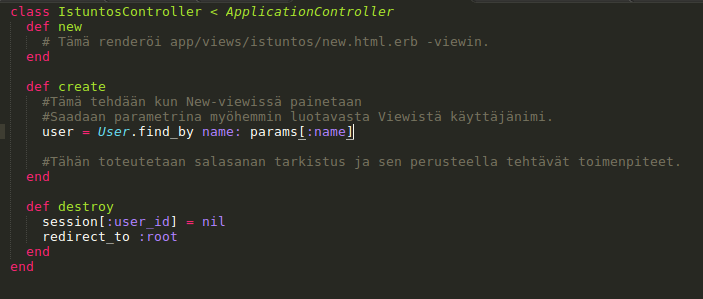 class IstuntosController < ApplicationController
def new
# Tämä renderöi app/views/istuntos/new.html.erb -viewin.
end
def create
#Tämä tehdään kun New-viewissä painetaan
#Saadaan parametrina myöhemmin luotavasta Viewistä käyttäjänimi.
user = User.find_by name: params[:name]
#Tähän toteutetaan salasanan tarkistus ja sen perusteella tehtävät toimenpiteet.
end
def destroy
session[:user_id] = nil
redirect_to :root
end
end